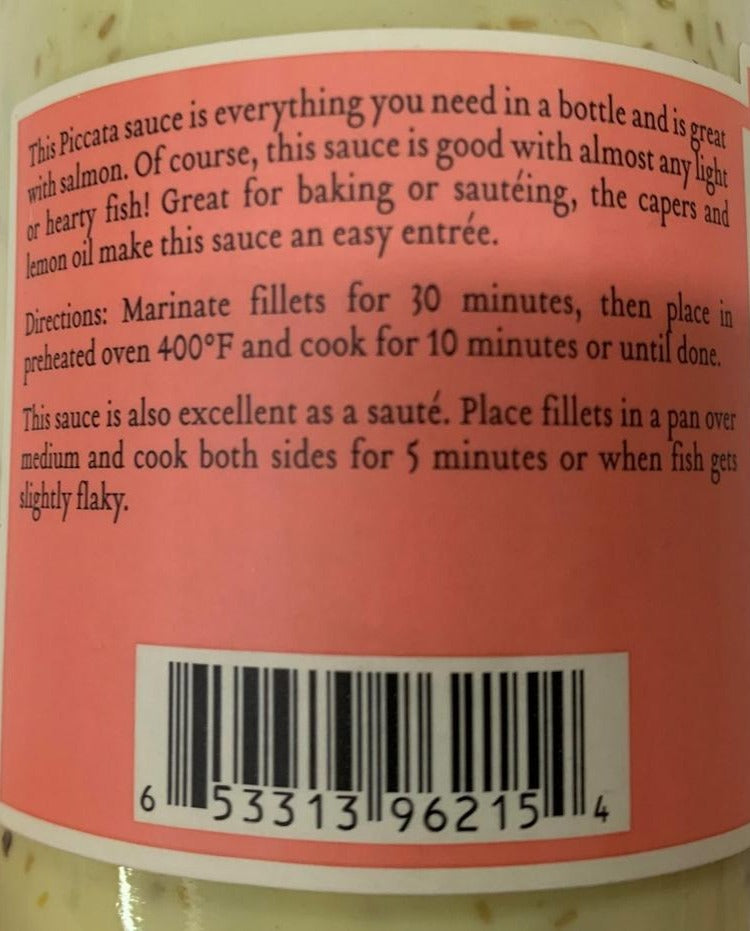 This Piccata sauce is everything you need in a bottle and is great
with salmon. Of course, this sauce is good with almost any light
or hearty fish! Great for baking or sautéing, the capers and
lemon oil make this sauce an easy entrée.
Directions: Marinate fillets for 30 minutes, then place in
preheated oven 400°F and cook for 10 minutes or until done.
This sauce is also excellent as a sauté. Place fillets in a pan over
medium and cook both sides for 5 minutes or when fish gets
slightly flaky.
6 53313 96215 4